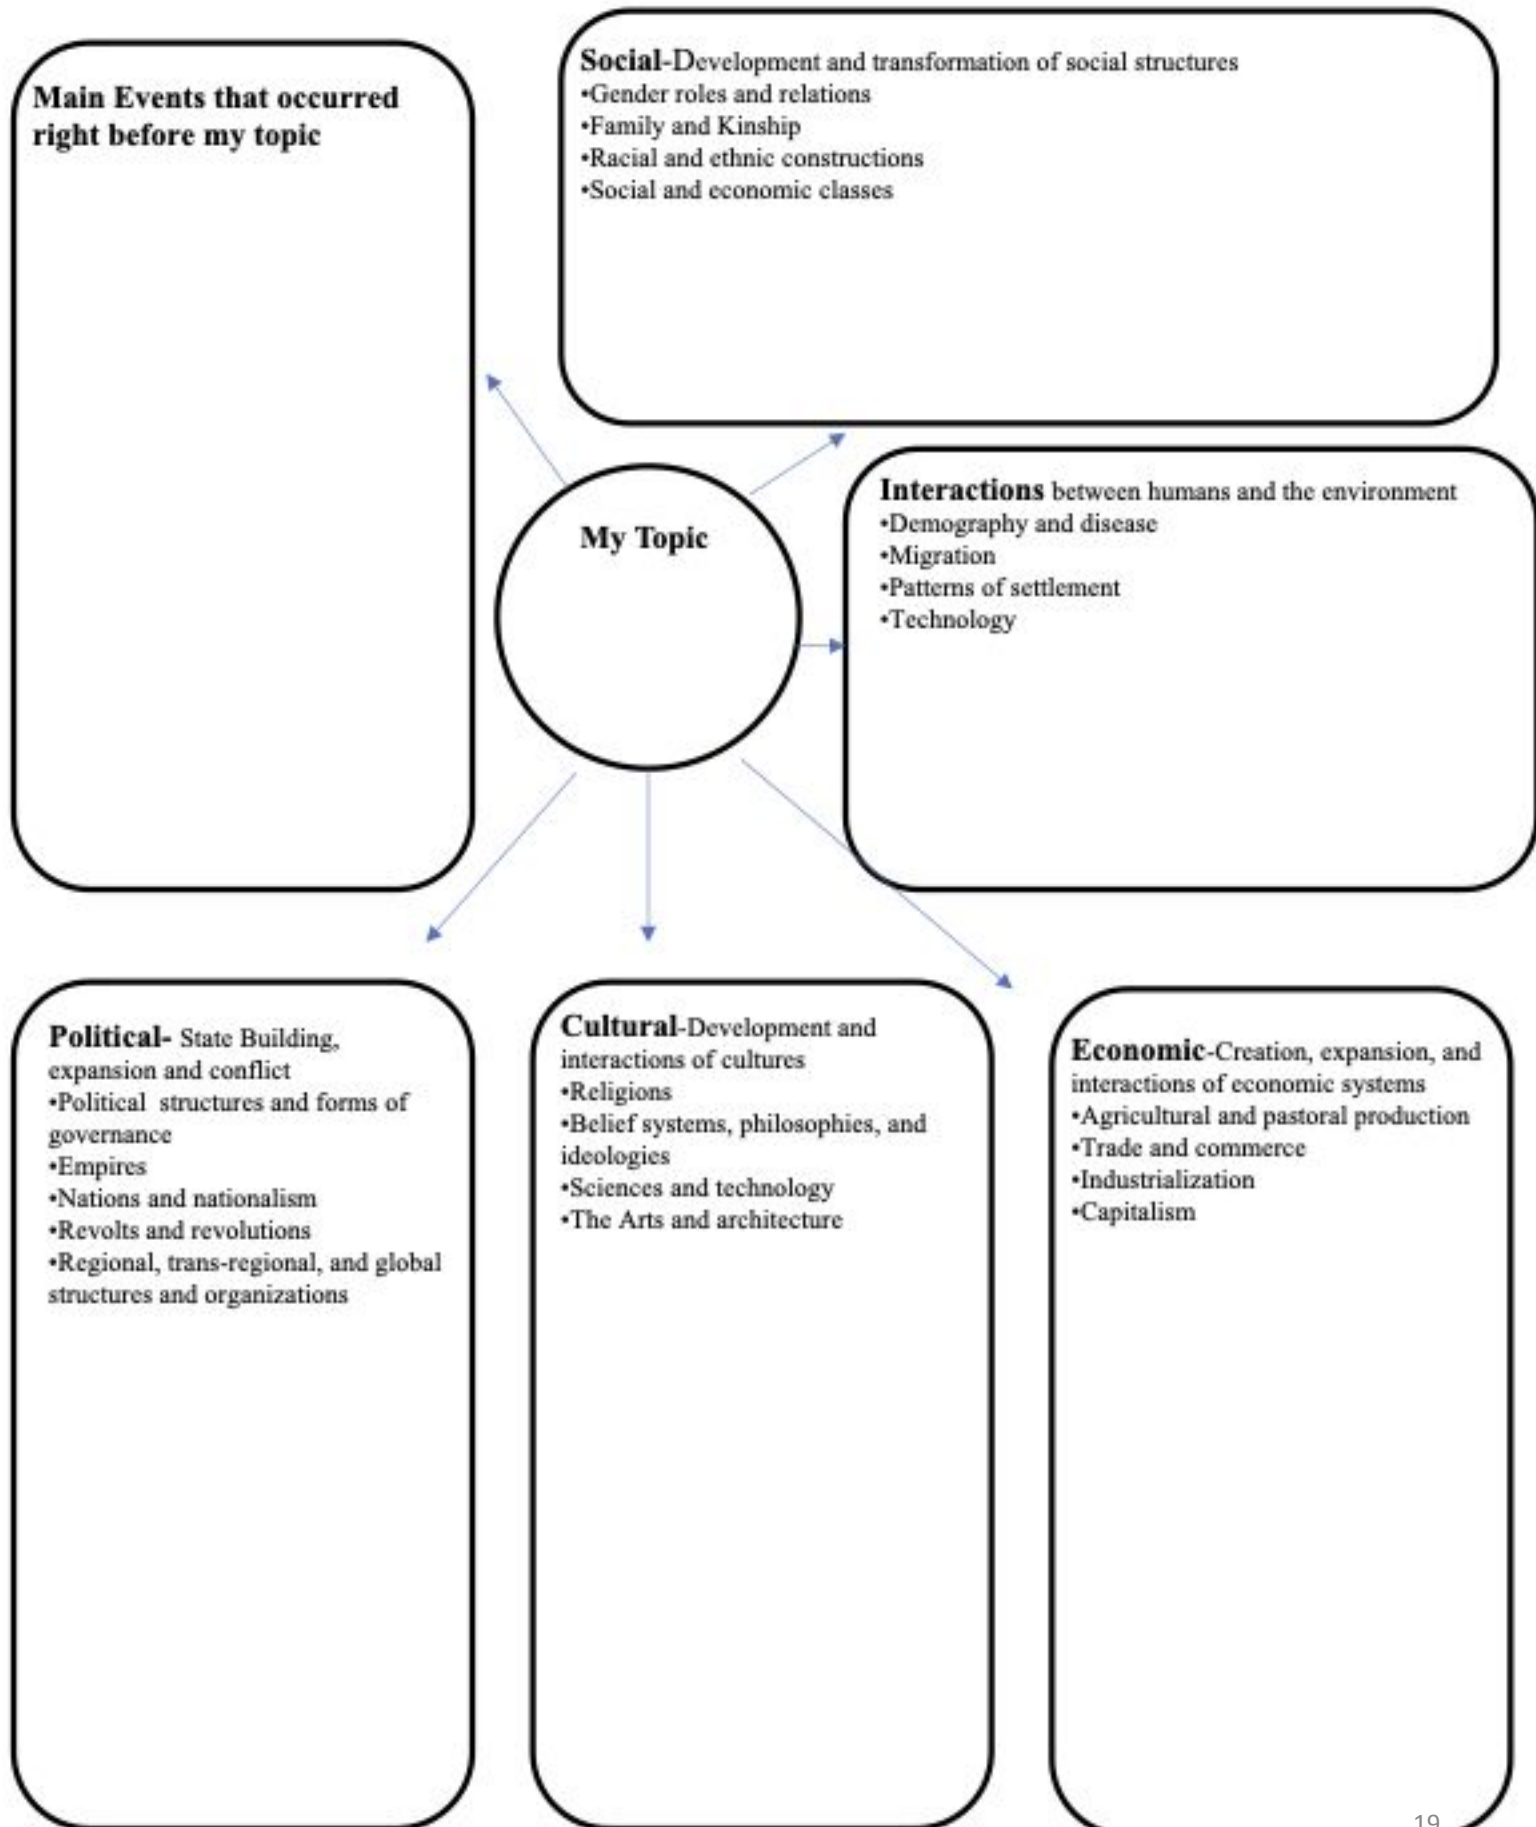 Main Events that occurred
right before my topic
Social-Development and transformation of social structures
•Gender roles and relations
•Family and Kinship
•Racial and ethnic constructions
•Social and economic classes
My Topic
Interactions between humans and the environment
•Demography and disease
•Migration
•Patterns of settlement
•Technology
Political- State Building,
expansion and conflict
•Political  structures and forms of
governance
•Empires
•Nations and nationalism
•Revolts and revolutions
•Regional, trans-regional, and global
structures and organizations
Cultural-Development and
interactions of cultures
•Religions
•Belief systems, philosophies, and
ideologies
•Sciences and technology
•The Arts and architecture
Economic-Creation, expansion, and
interactions of economic systems
•Agricultural and pastoral production
•Trade and commerce
•Industrialization
•Capitalism
19